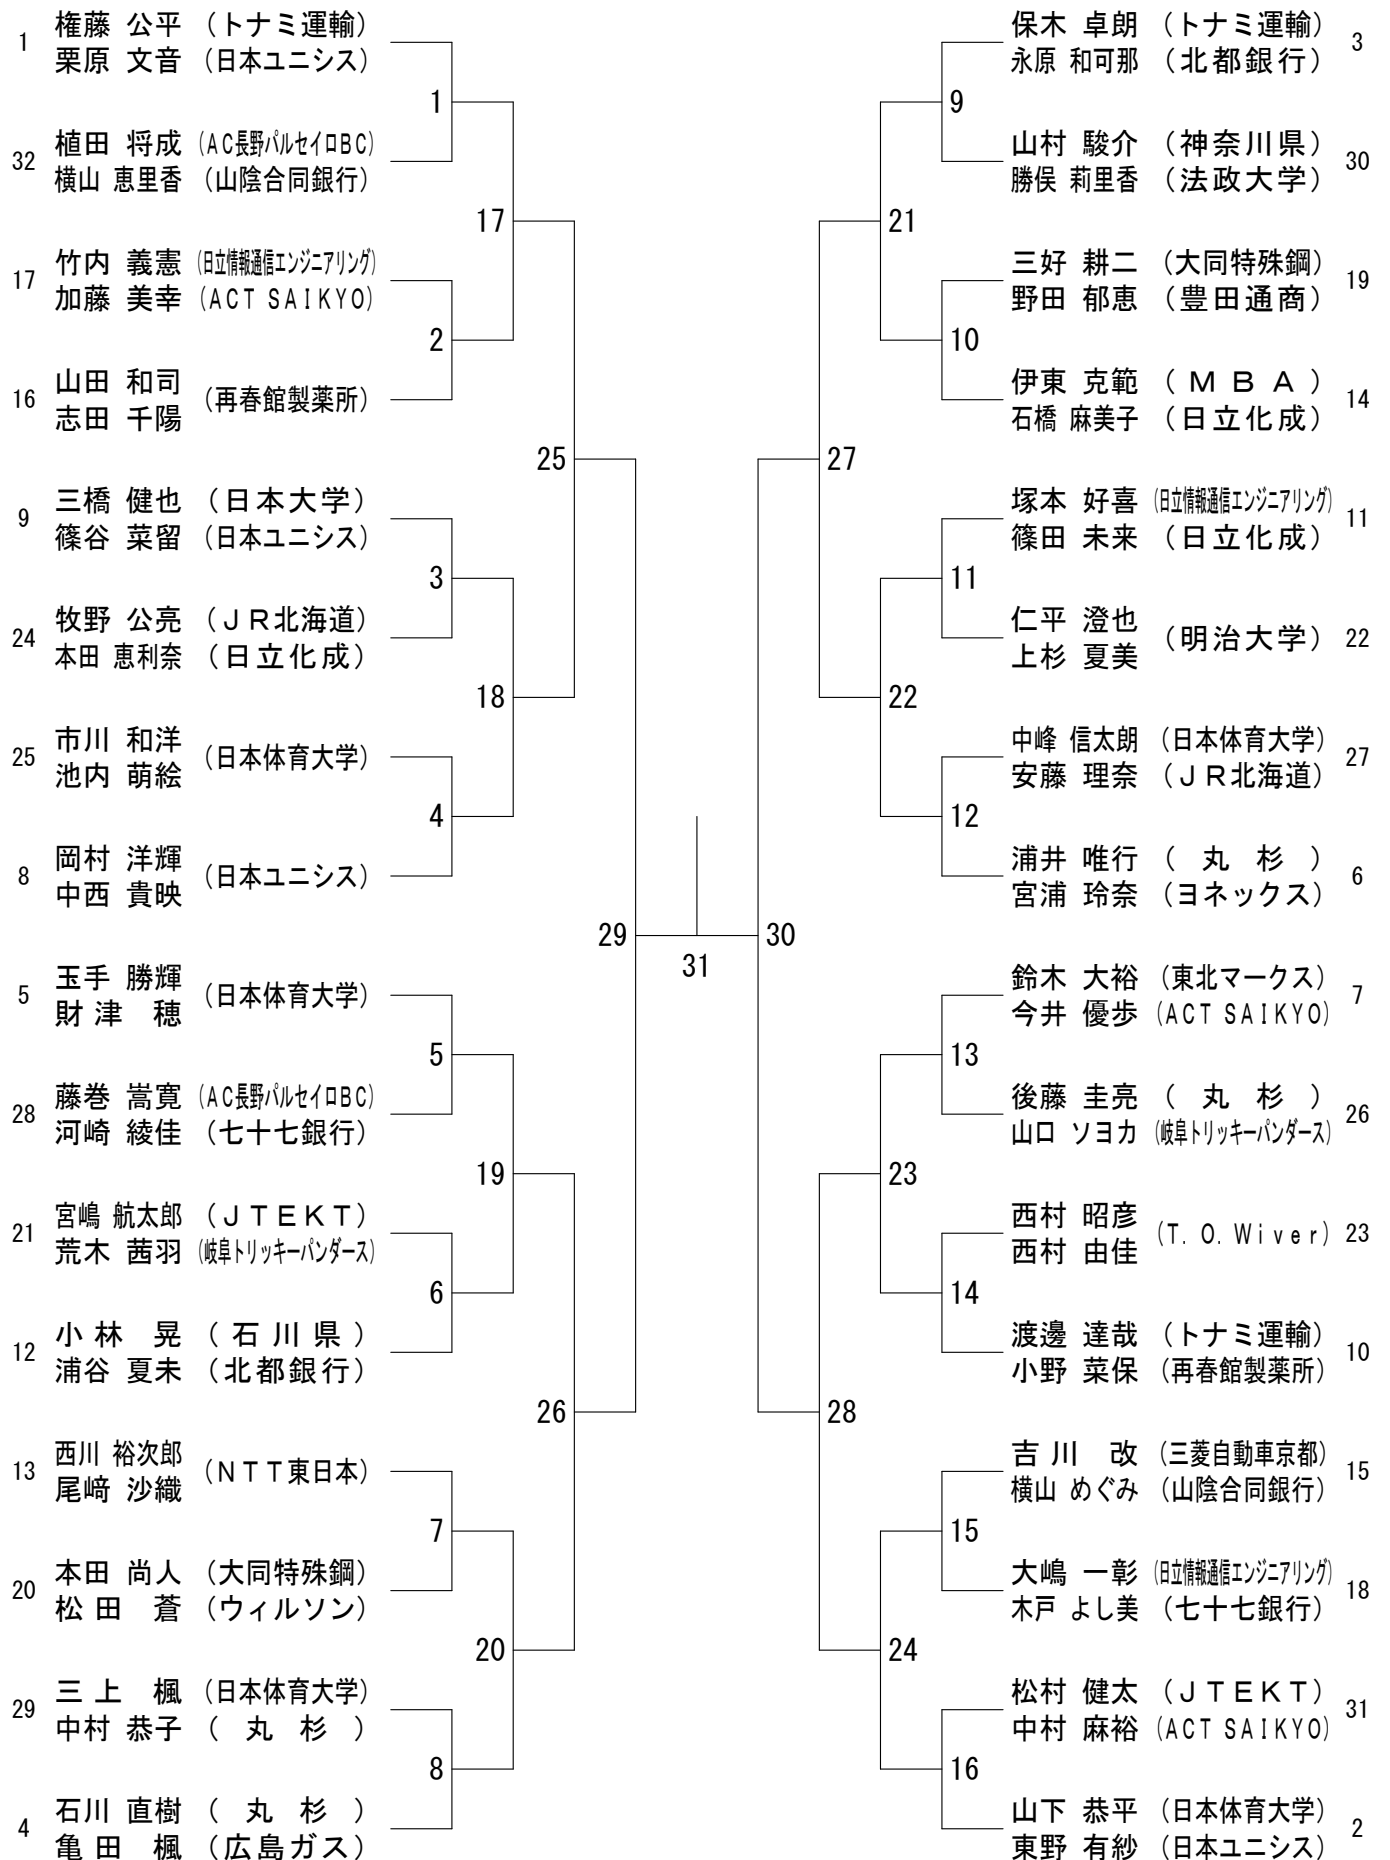 1 権藤 公平 (トナミ運輸)
栗原 文音 (日本ユニシス)
1
32 植田 将成 (AC長野パルセイロBC)
横山 恵里香 (山陰合同銀行)
17
17 竹内 義憲 (日立情報通信エンジニアリング)
加藤 美幸 (ACT SAIKYO)
2
16 山田 和司
志田 千陽 (再春館製薬所)
25
9 三橋 健也 (日本大学)
篠谷 菜留 (日本ユニシス)
3
24 牧野 公亮 (JR北海道)
本田 恵利奈 (日立化成)
18
25 市川 和洋
池内 萌絵 (日本体育大学)
4
8 岡村 洋輝
中西 貴映 (日本ユニシス)
29
5 玉手 勝輝
財津 穂 (日本体育大学)
5
28 藤巻 嵩寛 (AC長野パルセイロBC)
河崎 綾佳 (七十七銀行)
19
21 宮嶋 航太郎 (JTEKT)
荒木 茜羽 (岐阜トリッキーパンダース)
6
12 小林 晃 (石川県)
浦谷 夏未 (北都銀行)
26
13 西川 裕次郎
尾﨑 沙織 (NTT東日本)
7
20 本田 尚人 (大同特殊鋼)
松田 蒼 (ウィルソン)
20
29 三上 楓 (日本体育大学)
中村 恭子 (丸杉)
8
4 石川 直樹 (丸杉)
亀田 楓 (広島ガス)
31
保木 卓朗 (トナミ運輸) 3
永原 和可那 (北都銀行)
9
山村 駿介 (神奈川県) 30
勝俣 莉里香 (法政大学)
21
三好 耕二 (大同特殊鋼) 19
野田 郁恵 (豊田通商)
10
伊東 克範 (MBA) 14
石橋 麻美子 (日立化成)
27
塚本 好喜 (日立情報通信エンジニアリング) 11
篠田 未来 (日立化成)
11
仁平 澄也
上杉 夏美 (明治大学) 22
22
中峰 信太朗 (日本体育大学) 27
安藤 理奈 (JR北海道)
12
浦井 唯行 (丸杉) 6
宮浦 玲奈 (ヨネックス)
30
鈴木 大裕 (東北マークス) 7
今井 優歩 (ACT SAIKYO)
13
後藤 圭亮 (丸杉) 26
山口 ソヨカ (岐阜トリッキーパンダース)
23
西村 昭彦
西村 由佳 (T.O.Wiver) 23
14
渡邊 達哉 (トナミ運輸) 10
小野 菜保 (再春館製薬所)
28
吉川 改 (三菱自動車京都) 15
横山 めぐみ (山陰合同銀行)
15
大嶋 一彰 (日立情報通信エンジニアリング) 18
木戸 よし美 (七十七銀行)
24
松村 健太 (JTEKT) 31
中村 麻裕 (ACT SAIKYO)
16
山下 恭平 (日本体育大学) 2
東野 有紗 (日本ユニシス)